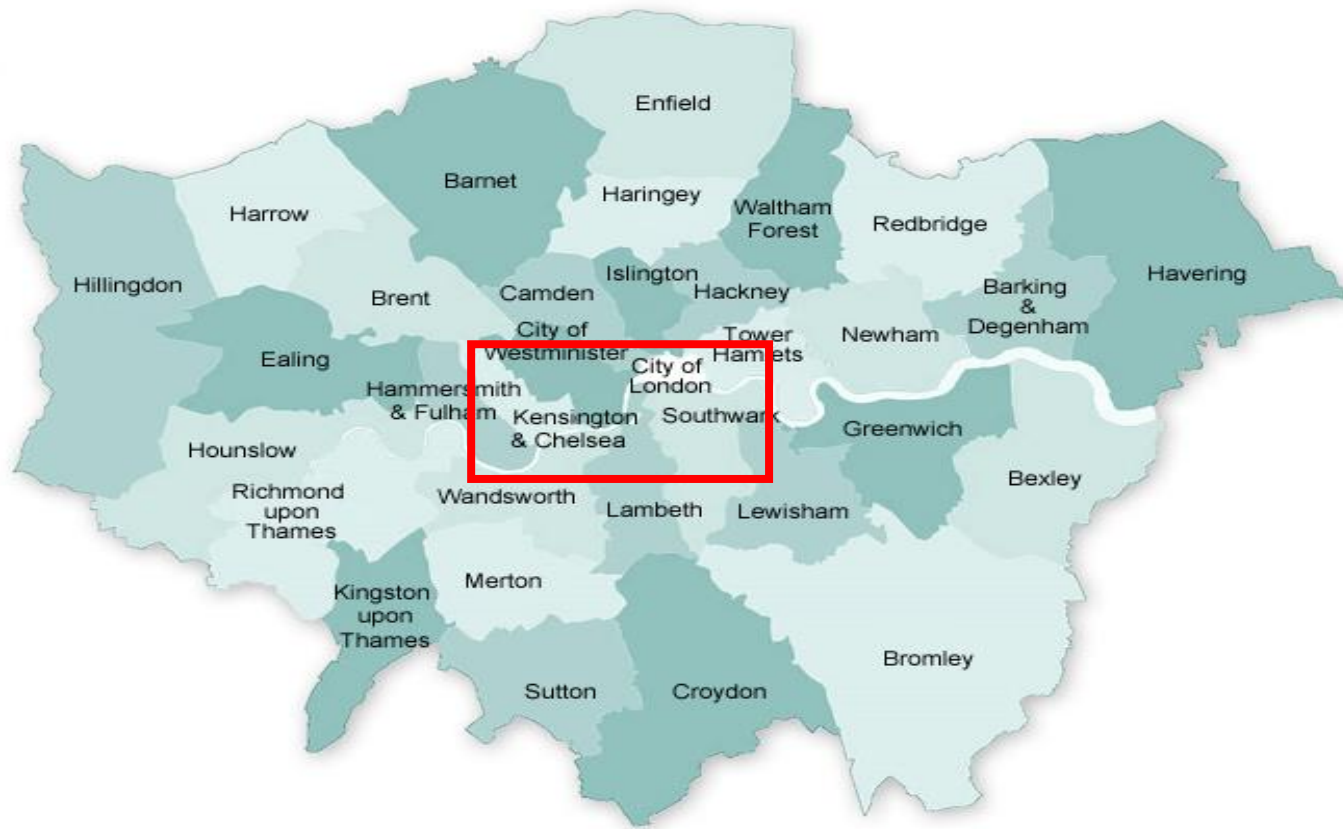 Enfield
Barnet
Haringey
Waltham
Forest
Redbridge
Harrow
Havering
Hillingdon
Brent
Camden
Islington
Hackney
Barking
&
Degenham
City of
Westminister
Tower
Hamlets
Newham
Ealing
City of
London
Hammersmith
& Fulham
Kensington
& Chelsea
Southwark
Greenwich
Hounslow
Bexley
Richmond
upon
Thames
Wandsworth
Lambeth
Lewisham
Merton
Kingston
upon
Thames
Bromley
Sutton
Croydon